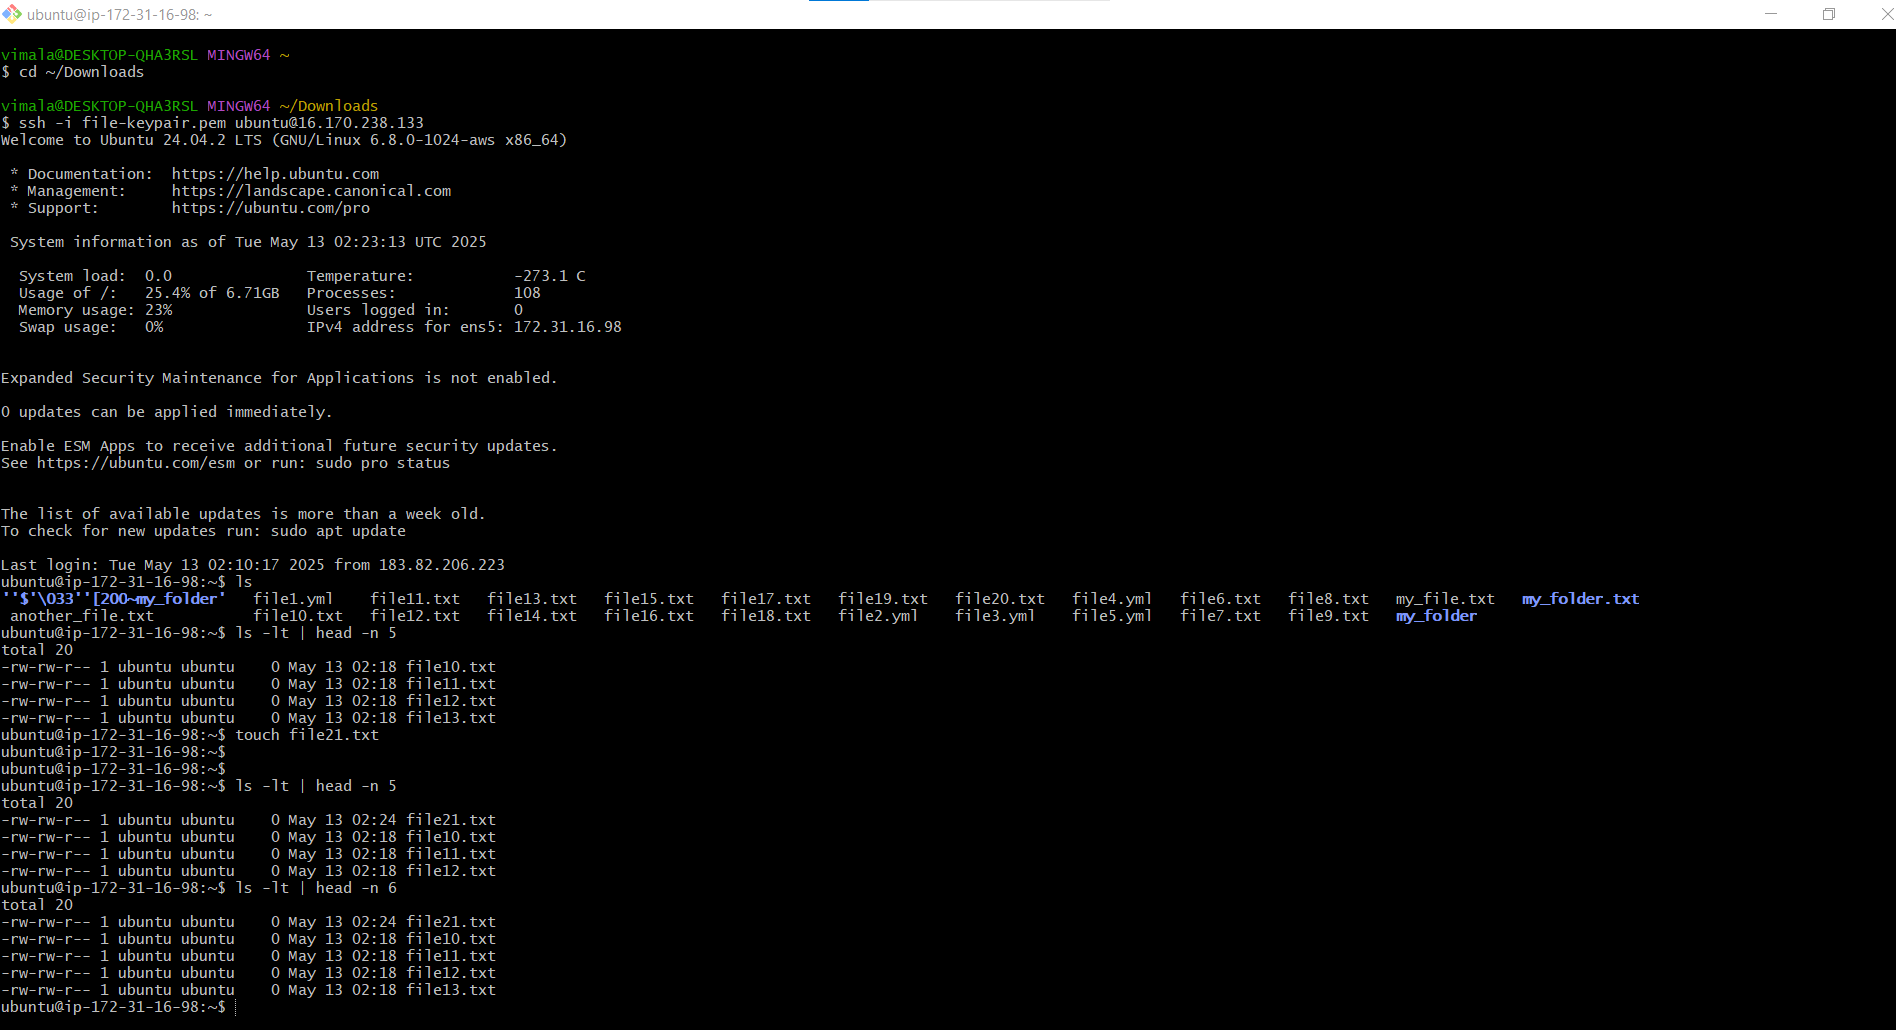 ubuntu@ip-172-31-16-98: ~
vimala@DESKTOP-QHA3RSL MINGW64 ~
$ cd ~/Downloads
vimala@DESKTOP-QHA3RSL MINGW64 ~/Downloads
$ ssh -i file-keypair.pem ubuntu@16.170.238.133
Welcome to Ubuntu 24.04.2 LTS (GNU/Linux 6.8.0-1024-aws x86_64)
* Documentation:  https://help.ubuntu.com
* Management:     https://landscape.canonical.com
* Support:        https://ubuntu.com/pro
System information as of Tue May 13 02:23:13 UTC 2025
System load:  0.0               Temperature:           -273.1 C
Usage of /:   25.4% of 6.71GB   Processes:             108
Memory usage: 23%               Users logged in:       0
Swap usage:   0%                IPv4 address for ens5: 172.31.16.98
Expanded Security Maintenance for Applications is not enabled.
0 updates can be applied immediately.
Enable ESM Apps to receive additional future security updates.
See https://ubuntu.com/esm or run: sudo pro status
The list of available updates is more than a week old.
To check for new updates run: sudo apt update
Last login: Tue May 13 02:10:17 2025 from 183.82.206.223
ubuntu@ip-172-31-16-98:~$ ls
''$'\033''[200~my_folder'   file1.yml    file11.txt   file13.txt   file15.txt   file17.txt   file19.txt   file20.txt   file4.yml   file6.txt   file8.txt   my_file.txt   my_folder.txt
another_file.txt           file10.txt   file12.txt   file14.txt   file16.txt   file18.txt   file2.yml    file3.yml    file5.yml   file7.txt   file9.txt   my_folder
ubuntu@ip-172-31-16-98:~$ ls -lt | head -n 5
total 20
-rw-rw-r-- 1 ubuntu ubuntu    0 May 13 02:18 file10.txt
-rw-rw-r-- 1 ubuntu ubuntu    0 May 13 02:18 file11.txt
-rw-rw-r-- 1 ubuntu ubuntu    0 May 13 02:18 file12.txt
-rw-rw-r-- 1 ubuntu ubuntu    0 May 13 02:18 file13.txt
ubuntu@ip-172-31-16-98:~$ touch file21.txt
ubuntu@ip-172-31-16-98:~$
ubuntu@ip-172-31-16-98:~$
ubuntu@ip-172-31-16-98:~$ ls -lt | head -n 5
total 20
-rw-rw-r-- 1 ubuntu ubuntu    0 May 13 02:24 file21.txt
-rw-rw-r-- 1 ubuntu ubuntu    0 May 13 02:18 file10.txt
-rw-rw-r-- 1 ubuntu ubuntu    0 May 13 02:18 file11.txt
-rw-rw-r-- 1 ubuntu ubuntu    0 May 13 02:18 file12.txt
ubuntu@ip-172-31-16-98:~$ ls -lt | head -n 6
total 20
-rw-rw-r-- 1 ubuntu ubuntu    0 May 13 02:24 file21.txt
-rw-rw-r-- 1 ubuntu ubuntu    0 May 13 02:18 file10.txt
-rw-rw-r-- 1 ubuntu ubuntu    0 May 13 02:18 file11.txt
-rw-rw-r-- 1 ubuntu ubuntu    0 May 13 02:18 file12.txt
-rw-rw-r-- 1 ubuntu ubuntu    0 May 13 02:18 file13.txt
ubuntu@ip-172-31-16-98:~$